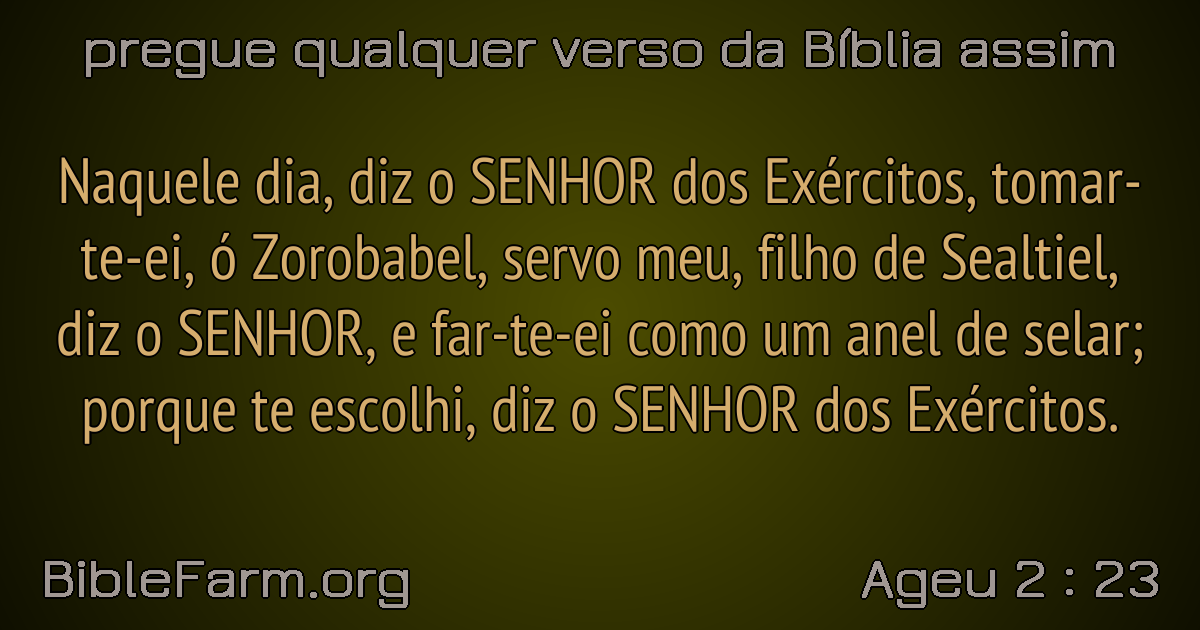 pregue qualquer verso da Bíblia assim
Naquele dia, diz o SENHOR dos Exércitos, tomar-
te-ei, ó Zorobabel, servo meu, filho de Sealtiel,
diz o SENHOR, e far-te-ei como um anel de selar;
porque te escolhi, diz o SENHOR dos Exércitos.
BibleFarm.org
Ageu 2 : 23